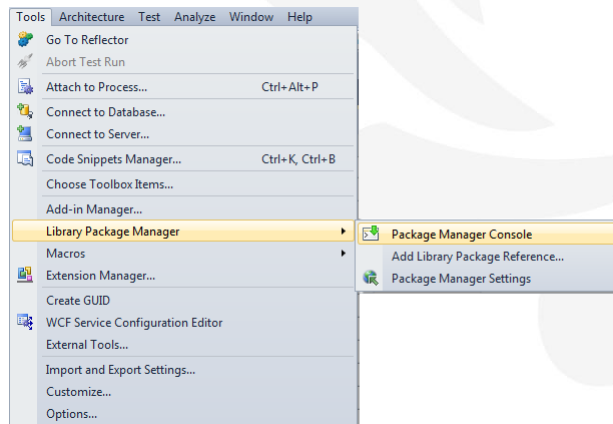 Tools Architecture Test Analyze Window Help
Go To Reflector
Abort Test Run
Attach to Process... Ctrl+Alt+P
Connect to Database...
Connect to Server...
Code Snippets Manager... Ctrl+K, Ctrl+B
Choose Toolbox Items...
Add-in Manager...
Library Package Manager
Package Manager Console
Macros
Add Library Package Reference...
Extension Manager...
Package Manager Settings
Create GUID
WCF Service Configuration Editor
External Tools...
Import and Export Settings...
Customize...
Options...